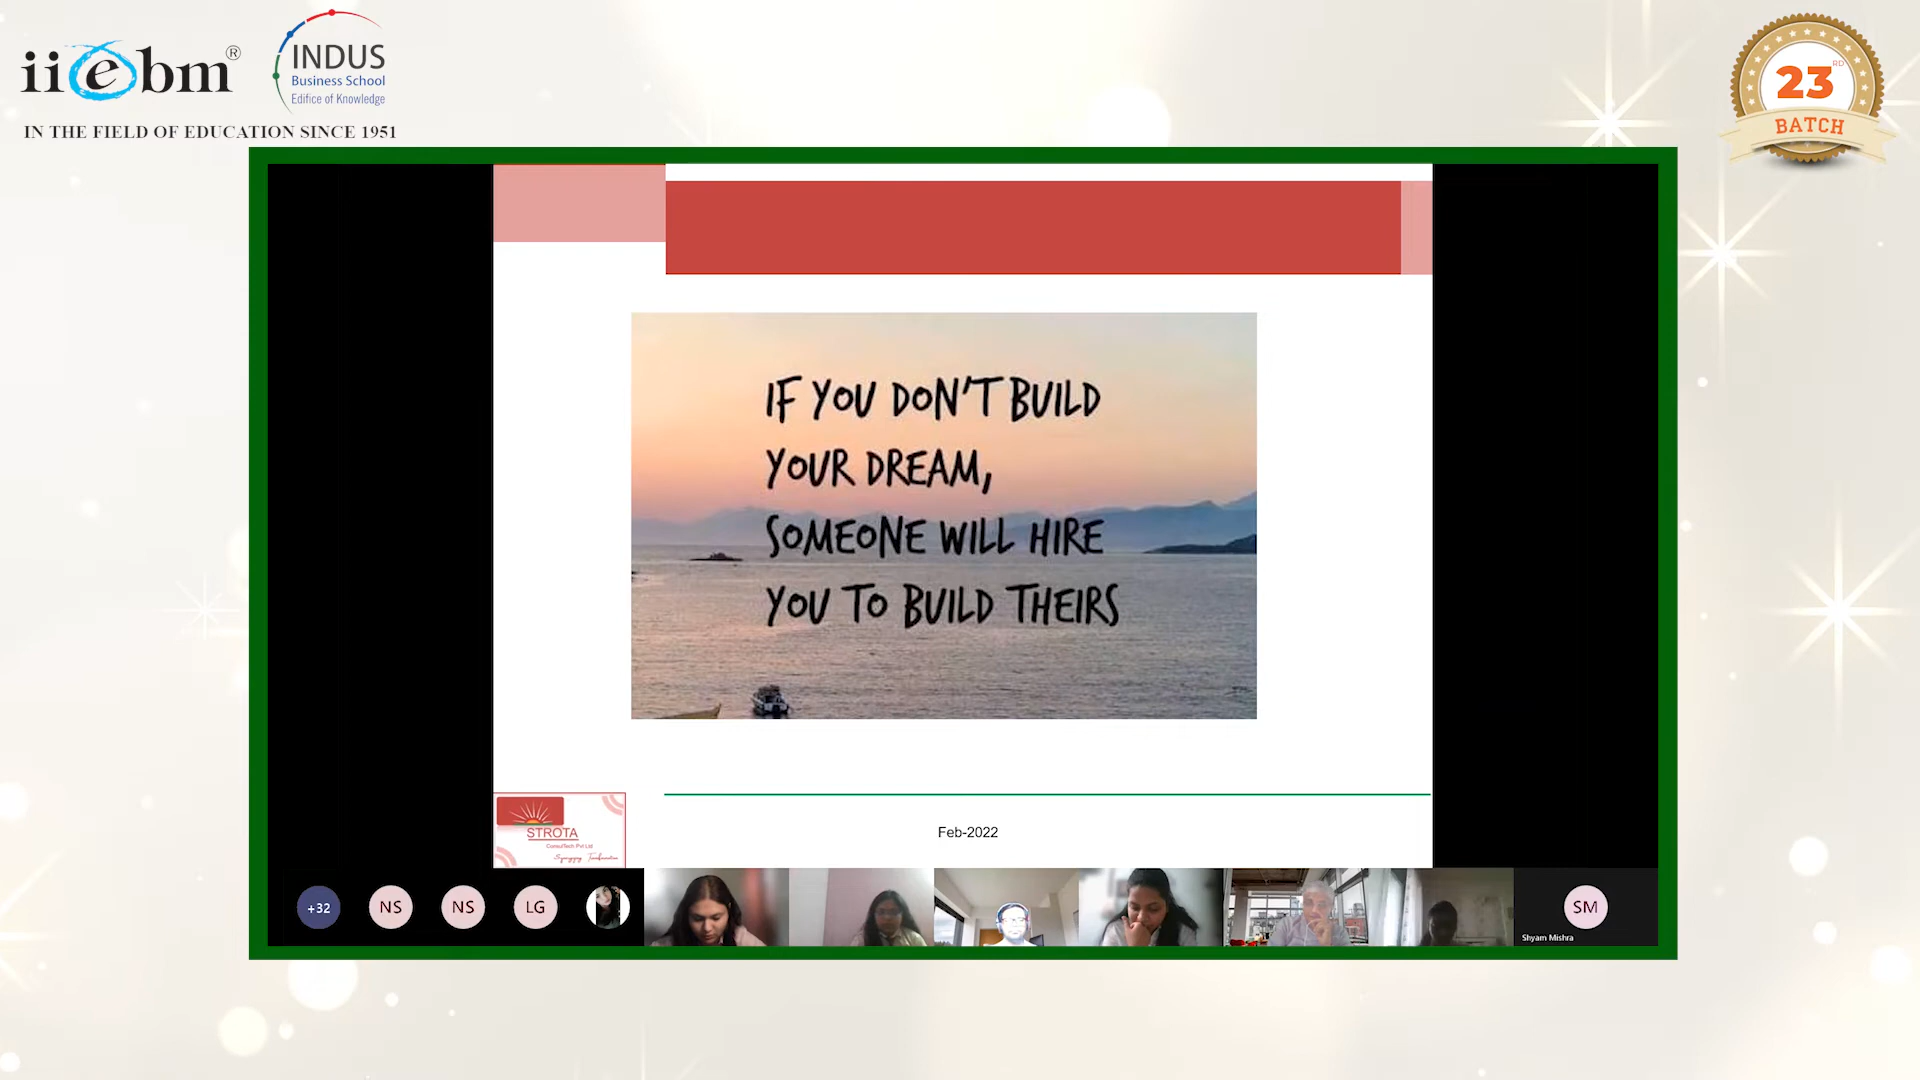 iiebm®
INDUS
Business School
Edifice of Knowledge
IN THE FIELD OF EDUCATION SINCE 1951
23RD
BATCH
IF YOU DON'T BUILD
YOUR DREAM,
SOMEONE WILL HIRE
YOU TO BUILD THEIRS
STROTA
ConsulTech Pvt Ltd
Feb-2022
+32
NS
NS
LG
SM
Shyam Mishra